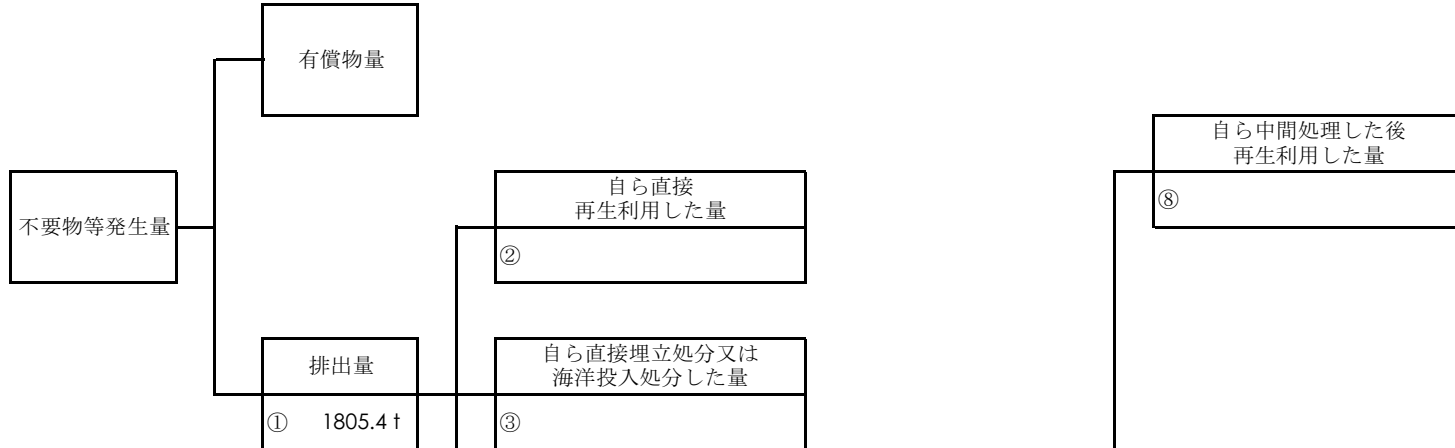 有償物量
自ら中間処理した後
再生利用した量
⑧
不要物等発生量
自ら直接
再生利用した量
②
排出量
① 1805.4 t
自ら直接埋立処分又は
海洋投入処分した量
③